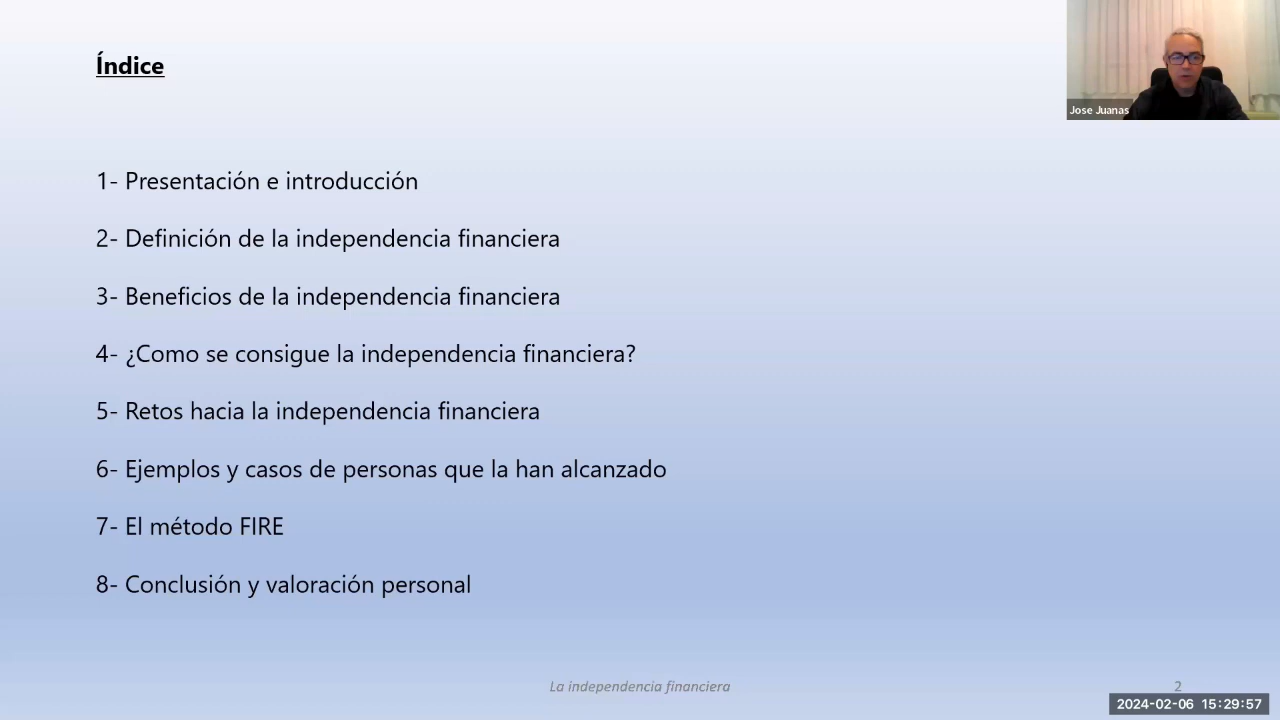 Índice
Jose Juanas
1- Presentación e introducción
2- Definición de la independencia financiera
3- Beneficios de la independencia financiera
4- ¿Como se consigue la independencia financiera?
5- Retos hacia la independencia financiera
6- Ejemplos y casos de personas que la han alcanzado
7- El método FIRE
8- Conclusión y valoración personal
La independencia financiera
2
2024-02-06 15:29:57